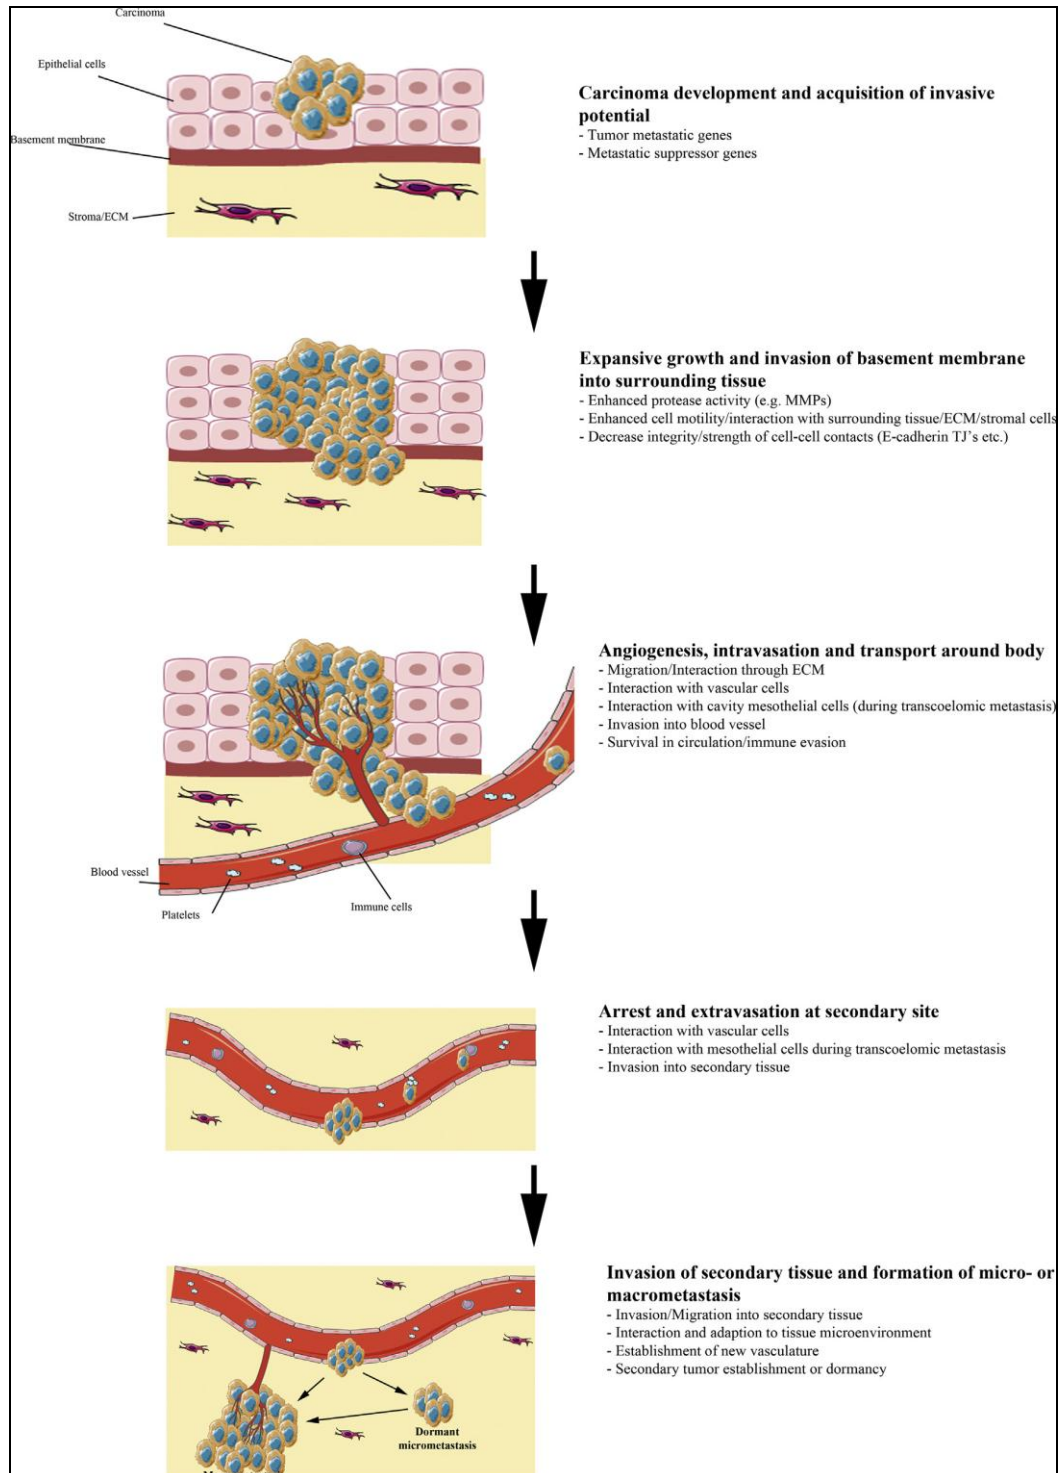 Carcinoma
Epithelial cells
Basement membrane
Stroma/ECM
Carcinoma development and acquisition of invasive
potential
- Tumor metastatic genes
- Metastatic suppressor genes
Expansive growth and invasion of basement membrane
into surrounding tissue
- Enhanced protease activity (e.g. MMPs)
- Enhanced cell motility/interaction with surrounding tissue/ECM/stromal cells
- Decrease integrity/strength of cell-cell contacts (E-cadherin TJ's etc.)
Angiogenesis, intravasation and transport around body
- Migration/Interaction through ECM
- Interaction with vascular cells
- Interaction with cavity mesothelial cells (during transcoelomic metastasis)
- Invasion into blood vessel
- Survival in circulation/immune evasion
Blood vessel
Platelets
Immune cells
Arrest and extravasation at secondary site
- Interaction with vascular cells
- Interaction with mesothelial cells during transcoelomic metastasis
- Invasion into secondary tissue
Invasion of secondary tissue and formation of micro- or
macrometastasis
- Invasion/Migration into secondary tissue
- Interaction and adaption to tissue microenvironment
- Establishment of new vasculature
- Secondary tumor establishment or dormancy
Dormant
micrometastasis